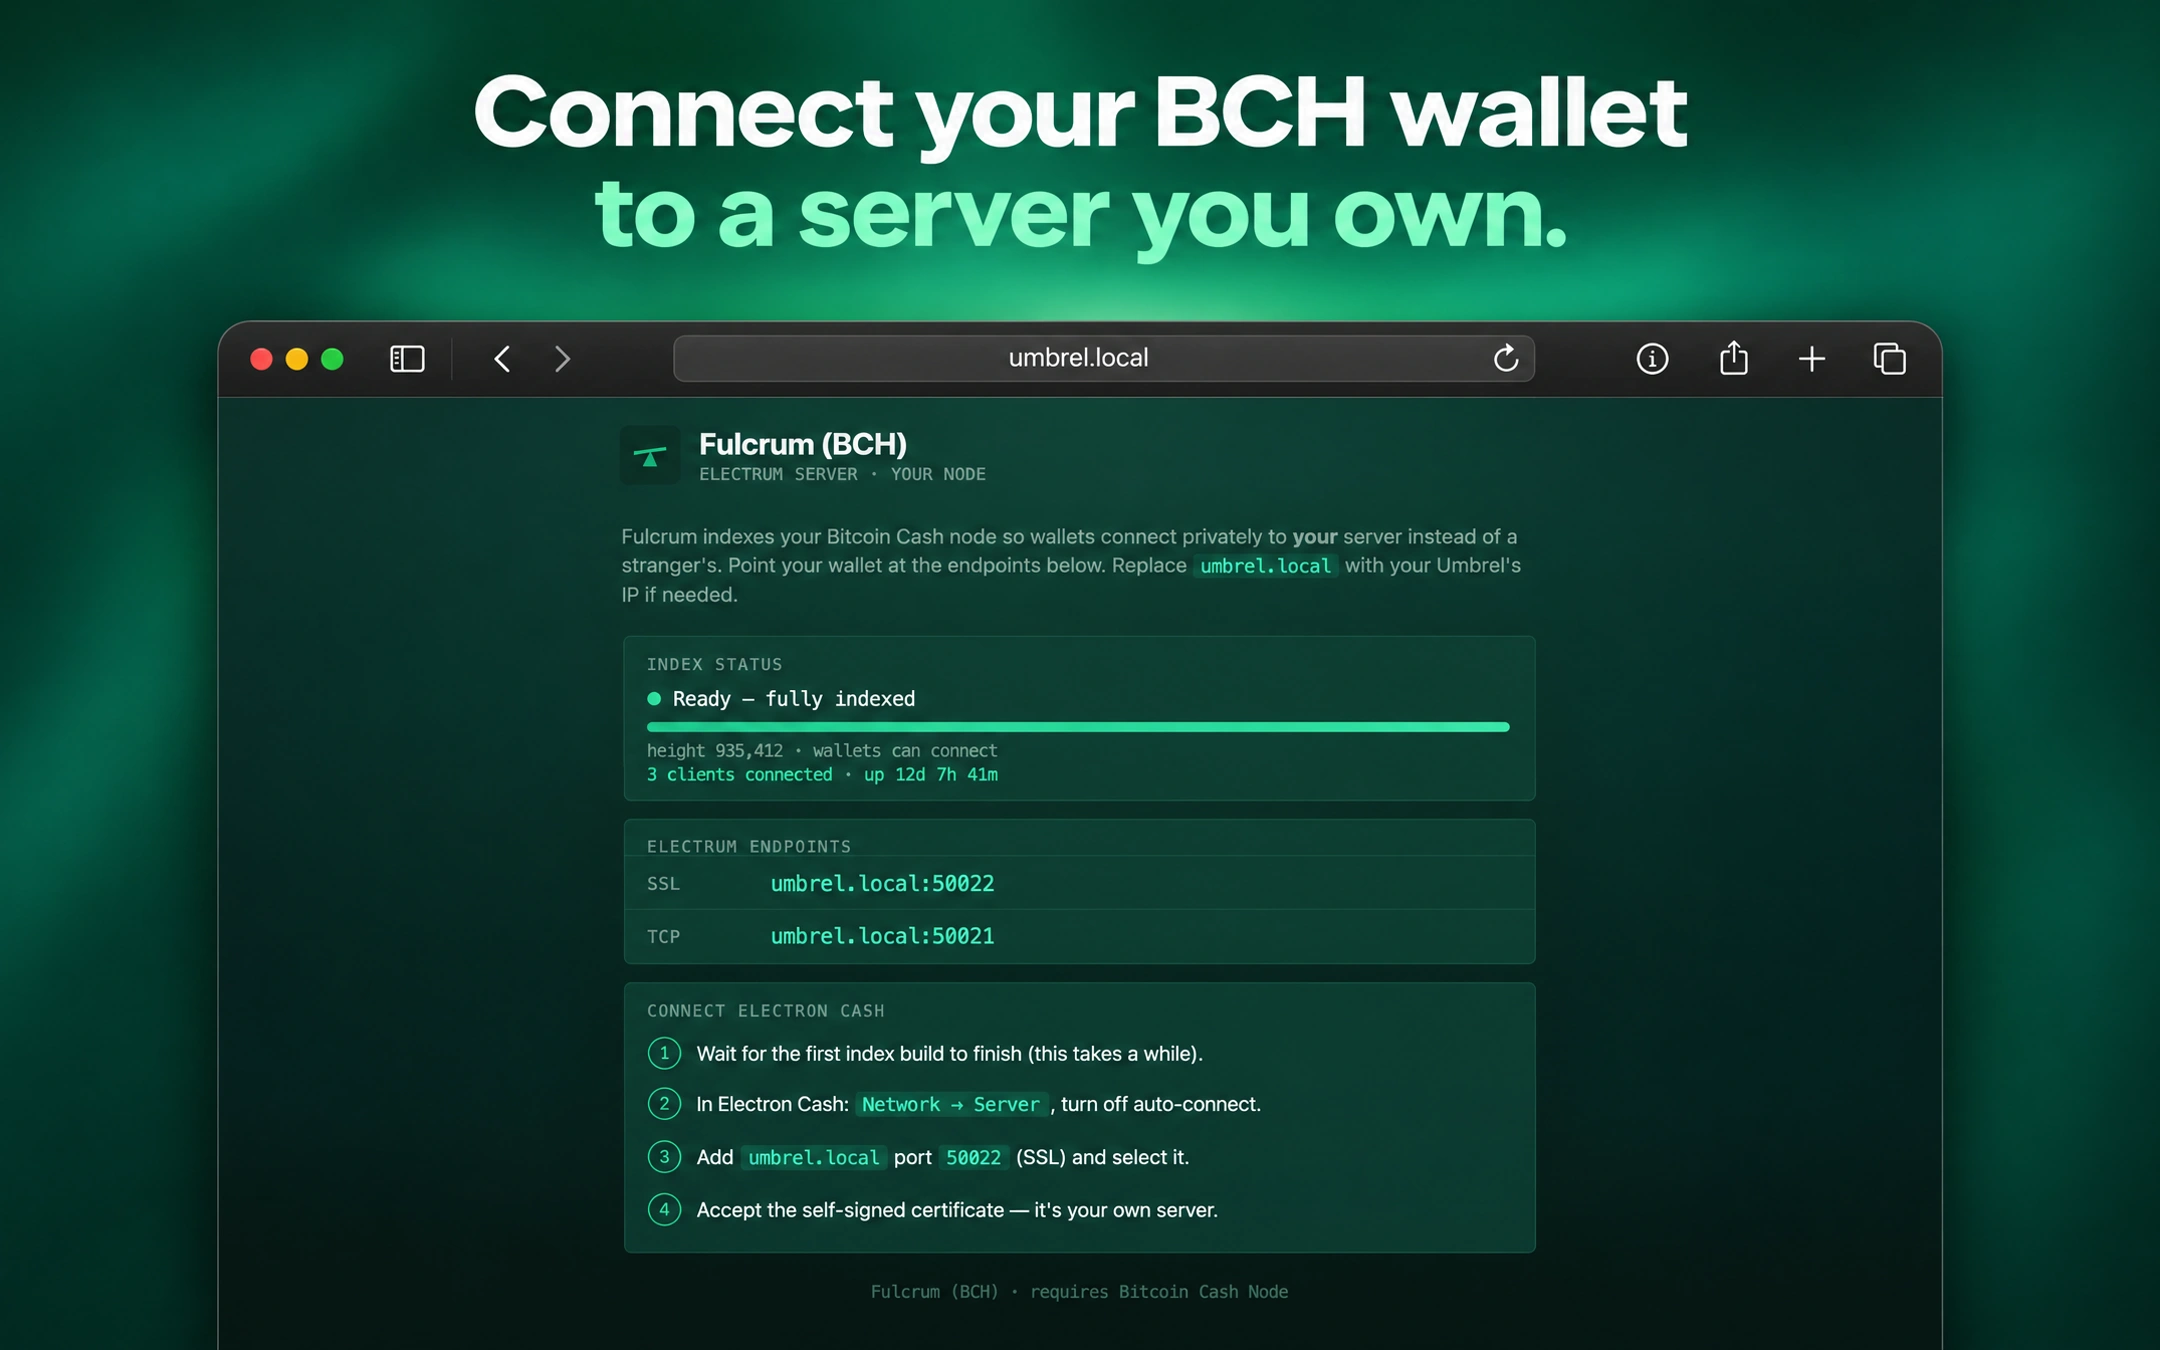 Connect your BCH wallet
to a server you own.
umbrel.local
Fulcrum (BCH)
ELECTRUM SERVER · YOUR NODE
Fulcrum indexes your Bitcoin Cash node so wallets connect privately to your server instead of a
stranger's. Point your wallet at the endpoints below. Replace umbrel.local with your Umbrel's
IP if needed.
INDEX STATUS
Ready — fully indexed
height 935,412 · wallets can connect
3 clients connected · up 12d 7h 41m
ELECTRUM ENDPOINTS
SSL umbrel.local:50022
TCP umbrel.local:50021
CONNECT ELECTRON CASH
1 Wait for the first index build to finish (this takes a while).
2 In Electron Cash: Network → Server, turn off auto-connect.
3 Add umbrel.local port 50022 (SSL) and select it.
4 Accept the self-signed certificate — it's your own server.
Fulcrum (BCH) · requires Bitcoin Cash Node